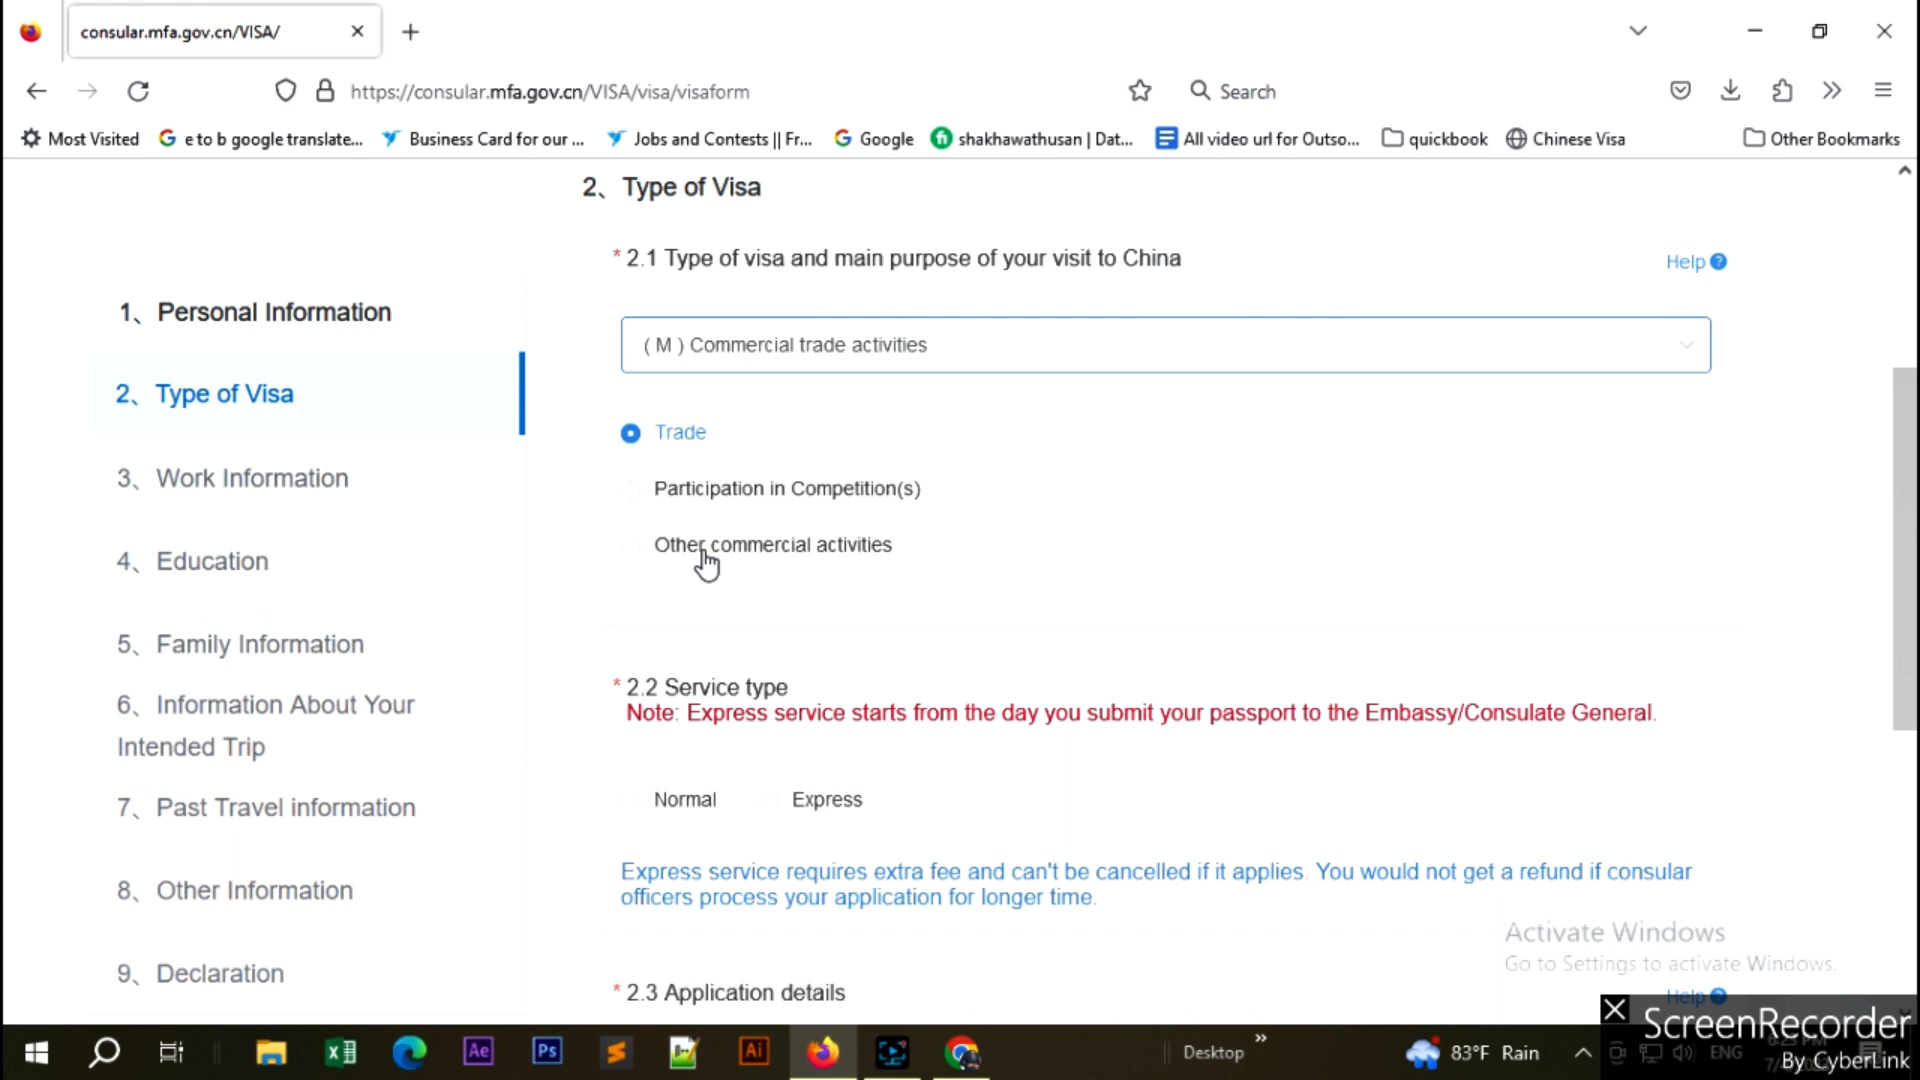 consular.mfa.gov.cn/VISA/
https://consular.mfa.gov.cn/VISA/visa/visaform
Search
Most Visited
e to b google translate...
Business Card for our ...
Jobs and Contests || Fr...
Google
shakhawathusan | Dat...
All video url for Outso...
quickbook
Chinese Visa
Other Bookmarks
1、 Personal Information
2、 Type of Visa
3、 Work Information
4、 Education
5、 Family Information
6、 Information About Your
Intended Trip
7、 Past Travel information
8、 Other Information
9、 Declaration
2、 Type of Visa
* 2.1 Type of visa and main purpose of your visit to China
Help ?
( M ) Commercial trade activities
Trade
Participation in Competition(s)
Other commercial activities
* 2.2 Service type
Note: Express service starts from the day you submit your passport to the Embassy/Consulate General.
Normal
Express
Express service requires extra fee and can't be cancelled if it applies. You would not get a refund if consular
officers process your application for longer time.
* 2.3 Application details
Help ?
Activate Windows
Go to Settings to activate Windows.
Ae
Ps
Ai
Desktop
83°F Rain
ENG
ScreenRecorder
By CyberLink